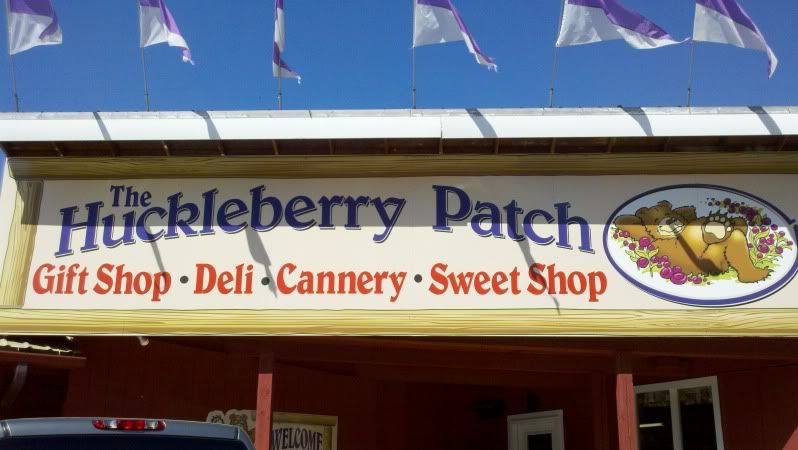 The
Huckleberry Patch
Gift Shop • Deli • Cannery • Sweet Shop
WELCOME